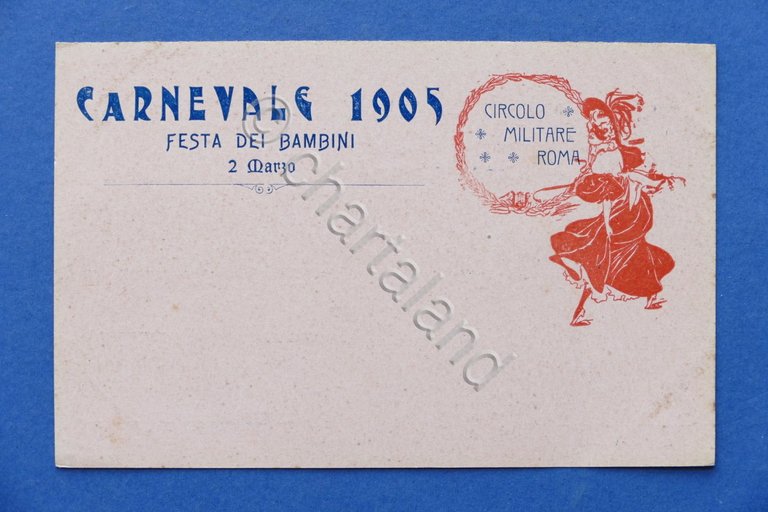 CARNEVALE 1905
FESTA DEI BAMBINI
2 Marzo
CIRCOLO
MILITARE
ROMA
© chartaland